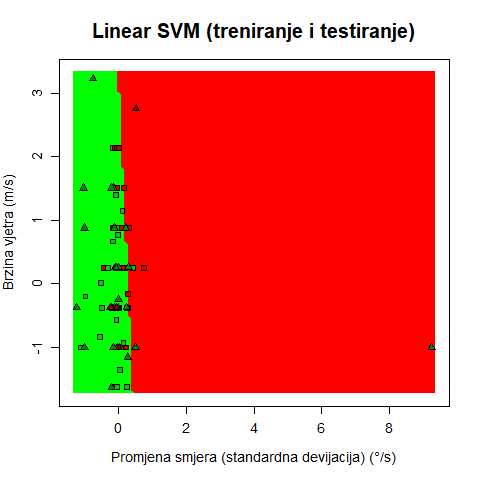 Linear SVM (treniranje i testiranje)
Brzina vjetra (m/s)
3
2
1
0
-1
0 2 4 6 8
Promjena smjera (standardna devijacija) (°/s)